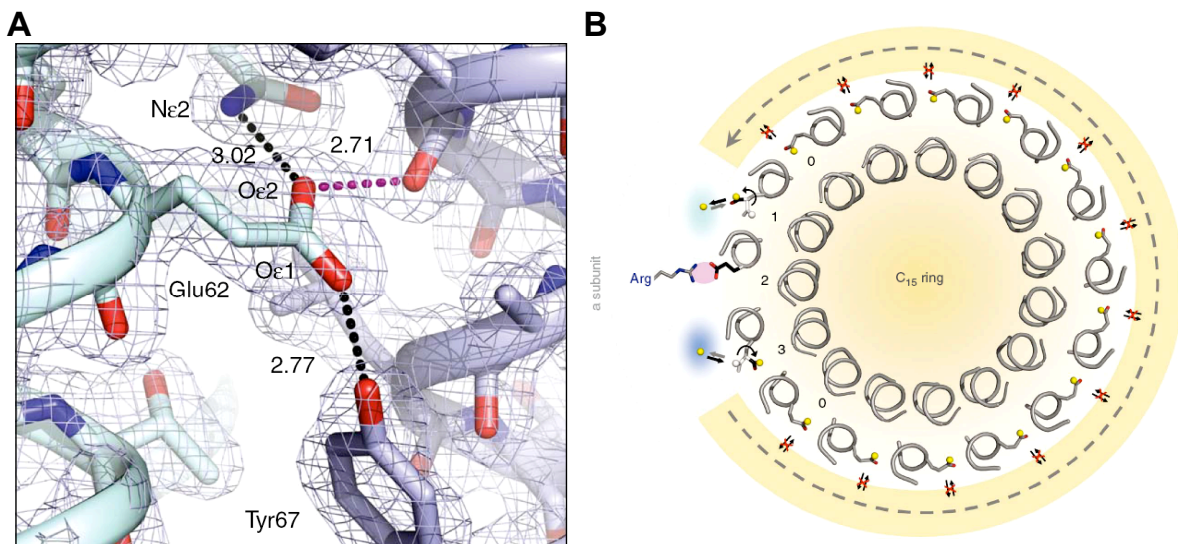 A
Nε2
3.02
2.71
Oε2
Oε1
Glu62
2.77
Tyr67
B
0
1
2
3
0
Arg
a subunit
C15 ring